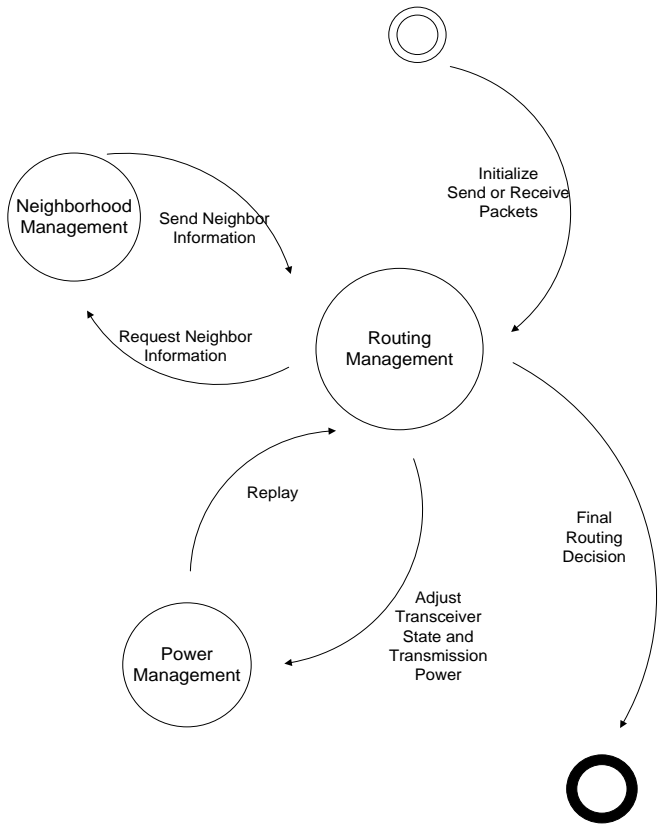 Initialize
Send or Receive
Packets
Neighborhood
Management
Send Neighbor
Information
Request Neighbor
Information
Routing
Management
Replay
Final
Routing
Decision
Adjust
Transceiver
State and
Transmission
Power
Power
Management